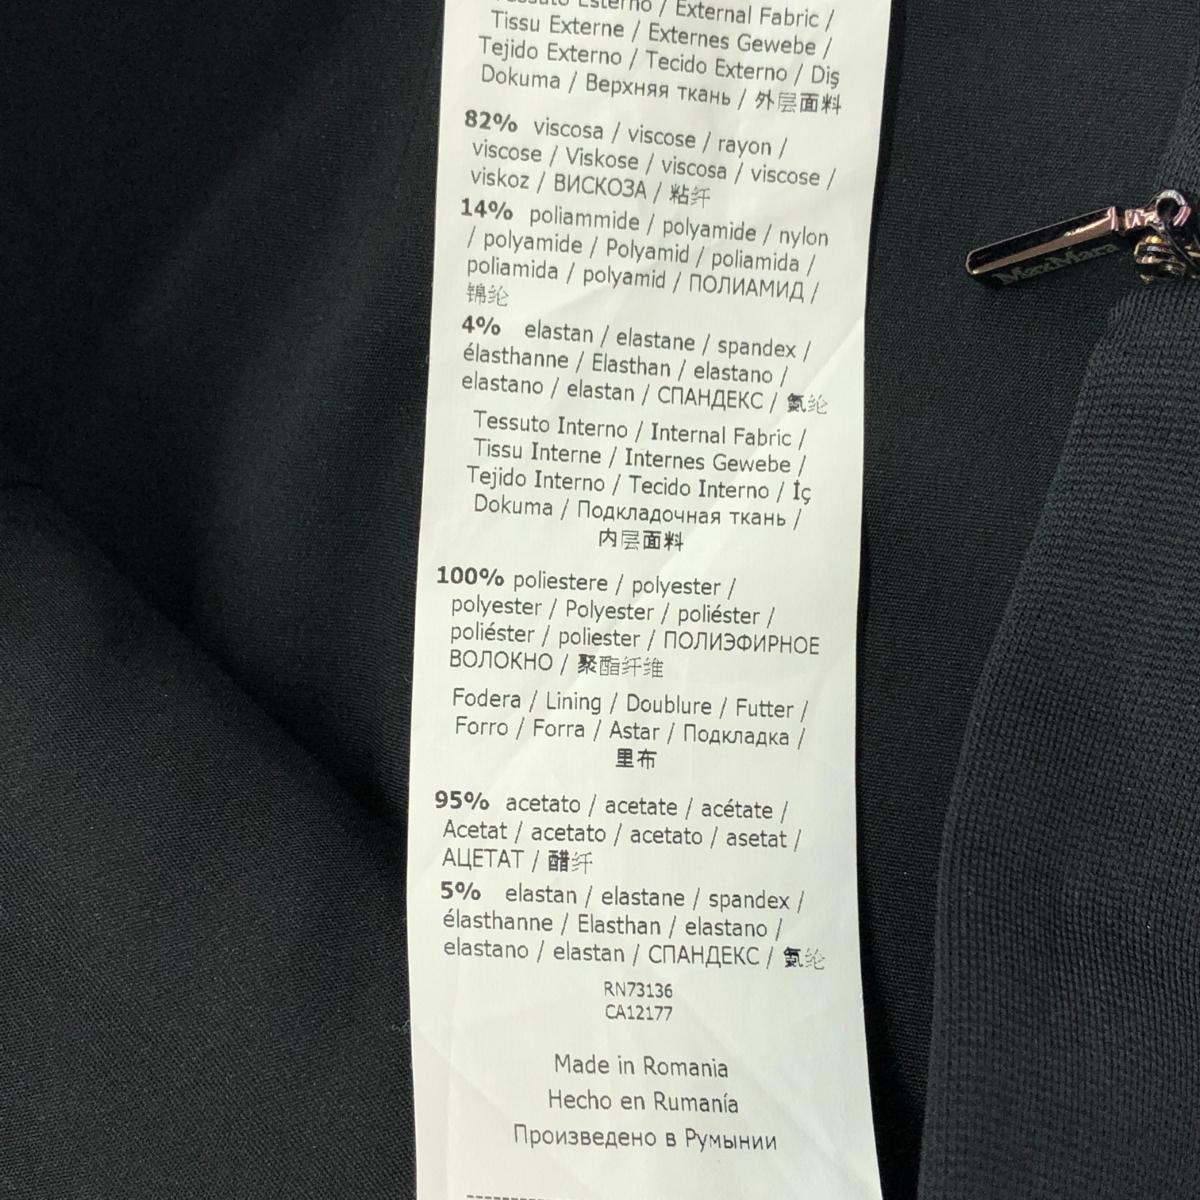 Tessuto Esterno / External Fabric /
Tissu Externe / Externes Gewebe /
Tejido Externo / Tecido Externo / Diş
Dokuma / Верхняя ткань / 外层面料
82% viscosa / viscose / rayon /
viscose / Viskose / viscosa / viscose /
viskoz / ВИСКОЗА / 粘纤
14% poliammide / polyamide / nylon
/ polyamide / Polyamid / poliamida /
poliamida / polyamid / ПОЛИАМИД /
锦纶
4% elastan / elastane / spandex /
élasthanne / Elasthan / elastano /
elastano / elastan / СПАНДЕКС / 氨纶
Tessuto Interno / Internal Fabric /
Tissu Interne / Internes Gewebe /
Tejido Interno / Tecido Interno / İç
Dokuma / Подкладочная ткань /
内层面料
100% poliestere / polyester /
polyester / Polyester / poliéster /
poliéster / poliester / ПОЛИЭФИРНОЕ
ВОЛОКНО / 聚酯纤维
Fodera / Lining / Doublure / Futter /
Forro / Forra / Astar / Подкладка /
里布
95% acetato / acetate / acétate /
Acetat / acetato / acetato / asetat /
АЦЕТАТ / 醋纤
5% elastan / elastane / spandex /
élasthanne / Elasthan / elastano /
elastano / elastan / СПАНДЕКС / 氨纶
RN73136
CA12177
Made in Romania
Hecho en Rumanía
Произведено в Румынии
MaxMara